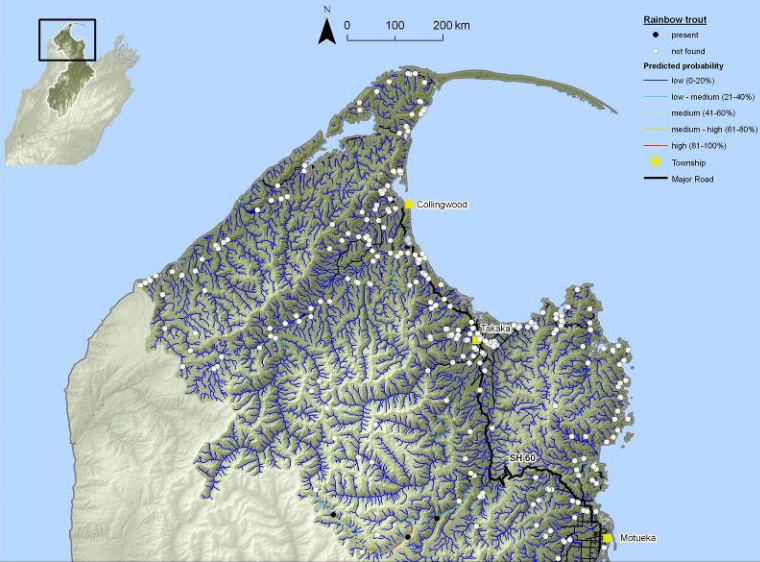 N
0 100 200 km
Rainbow trout
present
not found
Predicted probability
low (0-20%)
low - medium (21-40%)
medium (41-60%)
medium - high (61-80%)
high (81-100%)
Township
Major Road
Collingwood
Takaka
SH 60
Motueka